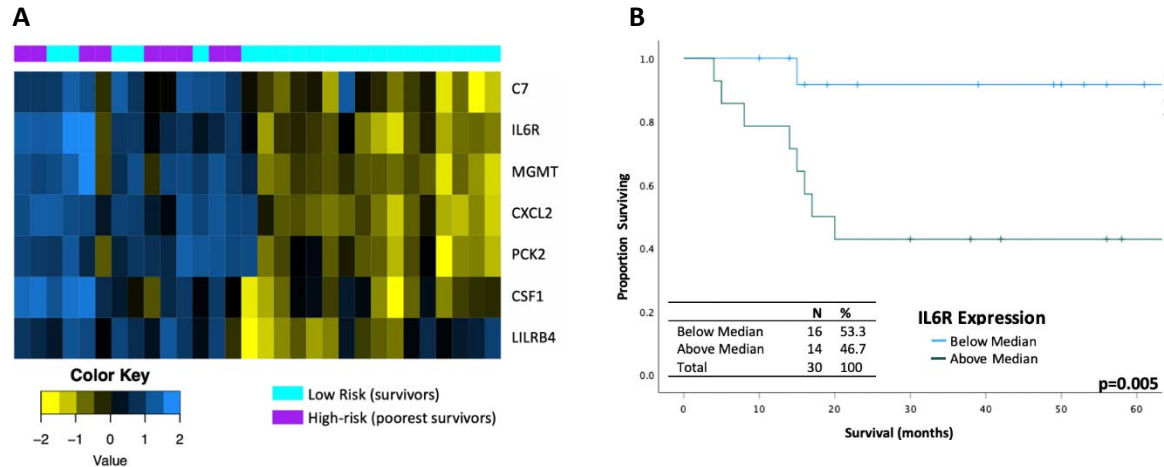 A
C7
IL6R
MGMT
CXCL2
PCK2
CSF1
LILRB4
Color Key
−2 −1 0 1 2
Value
Low Risk (survivors)
High-risk (poorest survivors)
B
1.0
0.8
0.6
0.4
0.2
0.0
Proportion Surviving
N %
Below Median 16 53.3
Above Median 14 46.7
Total 30 100
IL6R Expression
Below Median
Above Median
p=0.005
0 10 20 30 40 50 60
Survival (months)